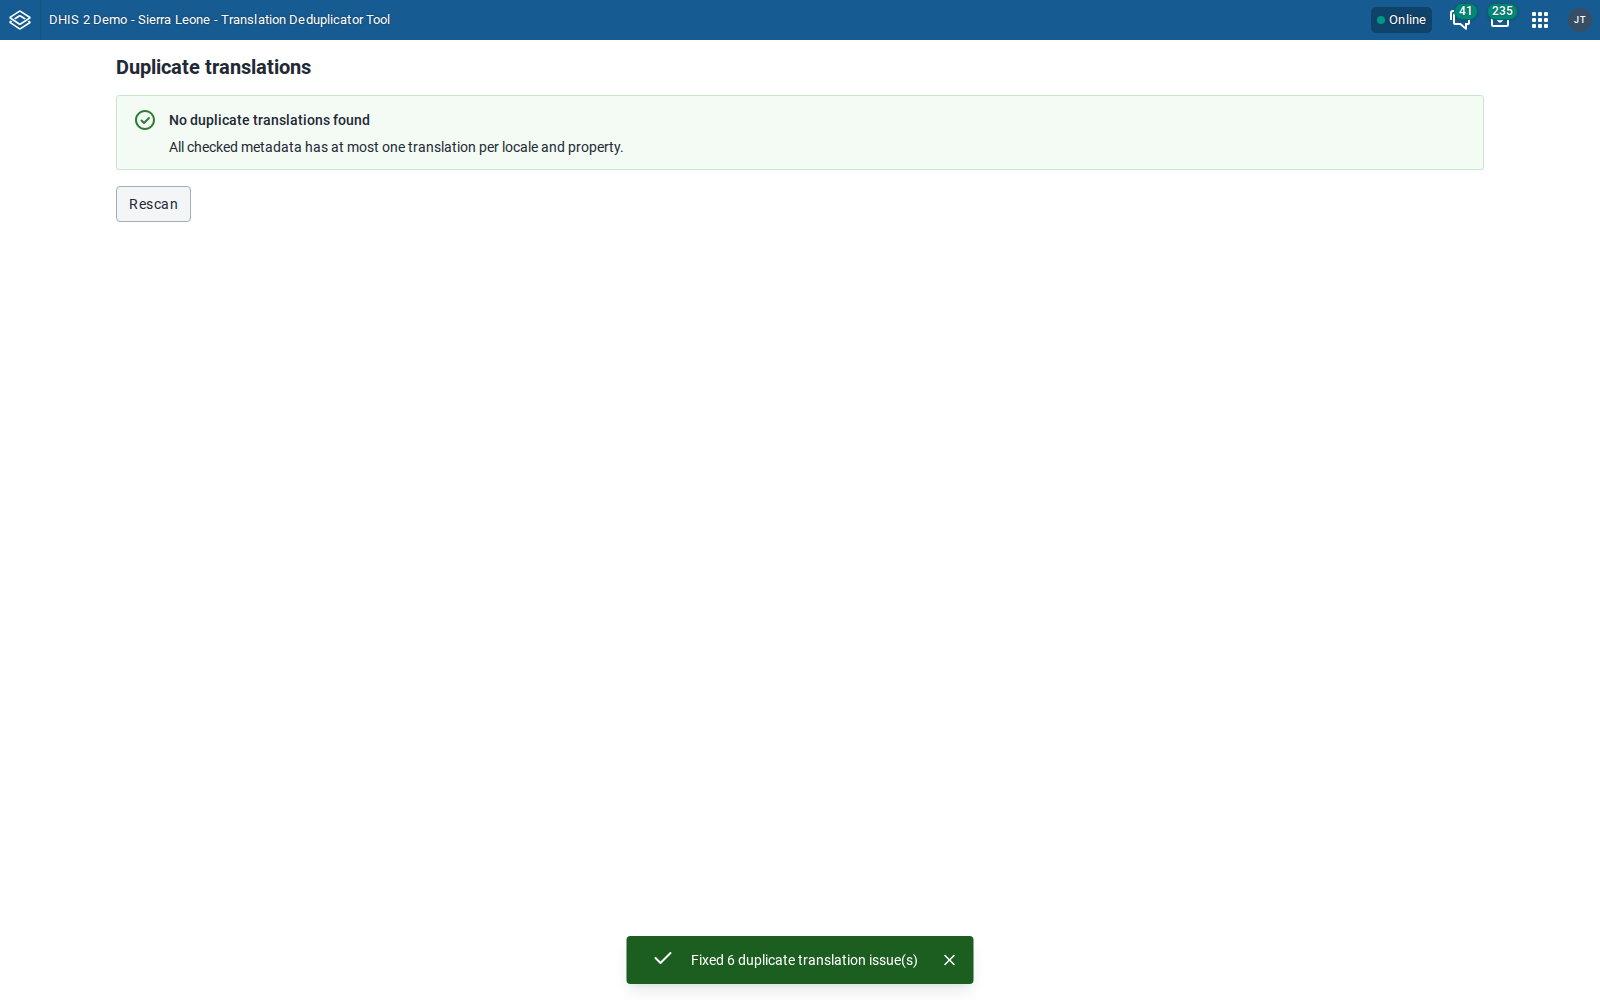 DHIS 2 Demo - Sierra Leone - Translation Deduplicator Tool
Online
41
235
JT
Duplicate translations
No duplicate translations found
All checked metadata has at most one translation per locale and property.
Rescan
Fixed 6 duplicate translation issue(s)